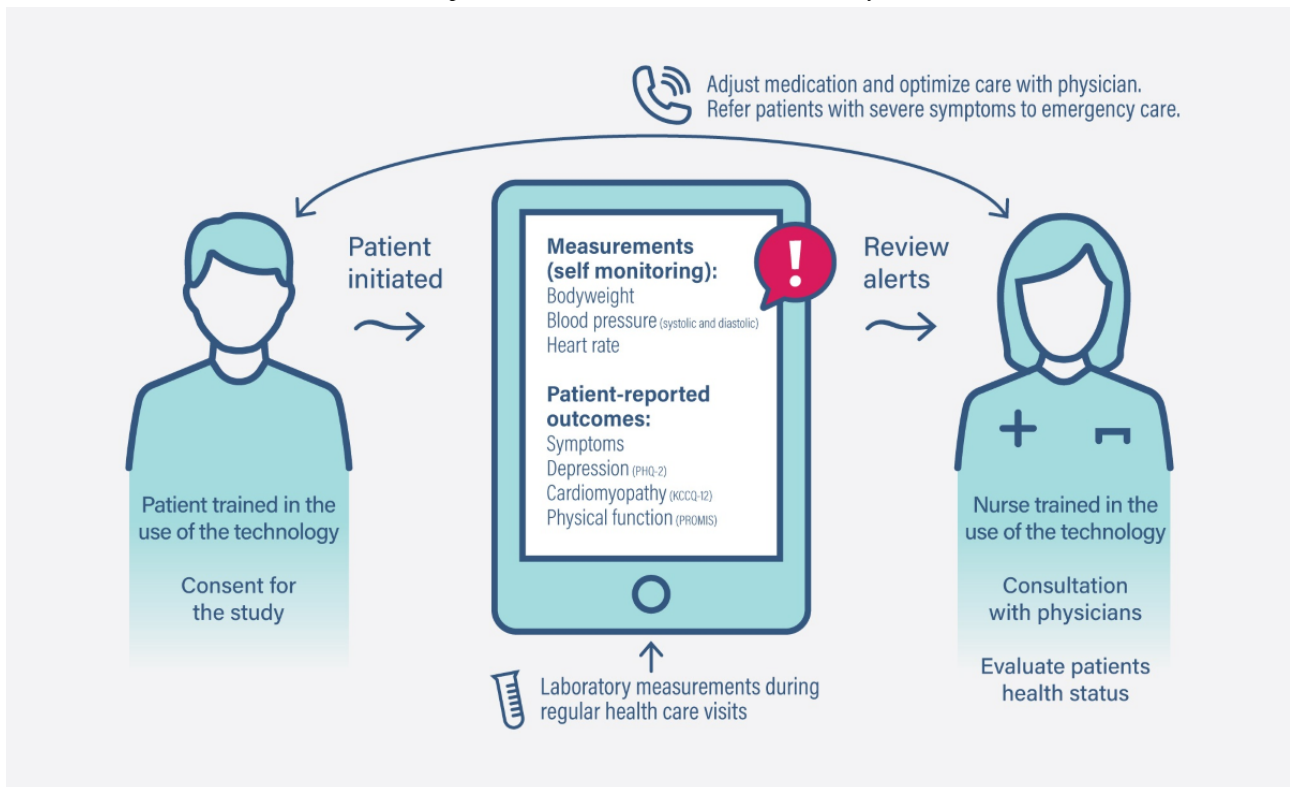 Adjust medication and optimize care with physician.
Refer patients with severe symptoms to emergency care.
Patient
initiated
Measurements
(self monitoring):
Bodyweight
Blood pressure (systolic and diastolic)
Heart rate
Patient-reported
outcomes:
Symptoms
Depression (PHQ-2)
Cardiomyopathy (KCCQ-12)
Physical function (PROMIS)
!
Review
alerts
Patient trained in the
use of the technology
Consent for
the study
Nurse trained in the
use of the technology
Consultation
with physicians
Evaluate patients
health status
Laboratory measurements during
regular health care visits